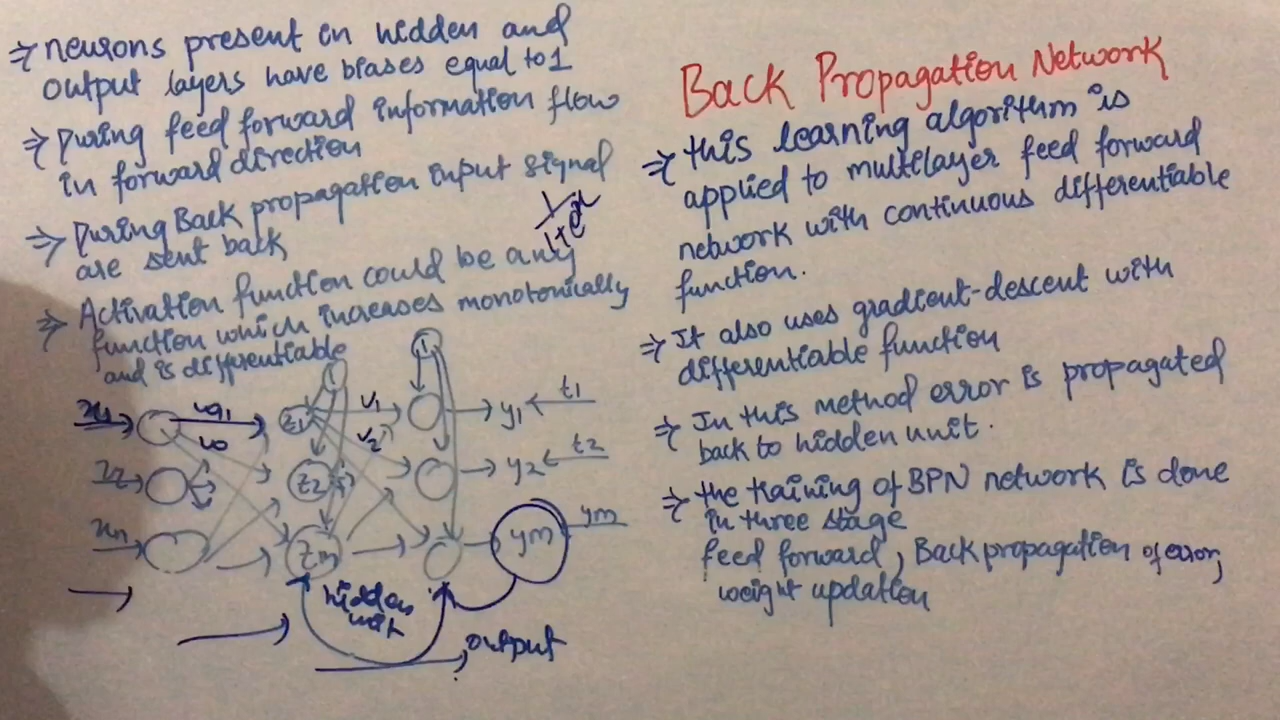 Back Propagation Network
⇒ this learning algorithm is
applied to multilayer feed forward
network with continuous differentiable
function.
⇒ It also uses gradient-descent with
differentiable function
⇒ In this method error is propagated
back to hidden unit.
⇒ the training of BPN network is done
in three stage
feed forward, Back propagation of error,
weight updation
⇒ neurons present in hidden and
output layers have biases equal to 1
⇒ During feed forward information flow
in forward direction
⇒ During Back propagation input signal
are sent back
⇒ Activation function could be any
function which increases monotonically
and is differentiable
1
x1
z1
v1
y1
t1
v2
x2
z2
y2
t2
xn
zm
ym
ym
hidden
unit
output